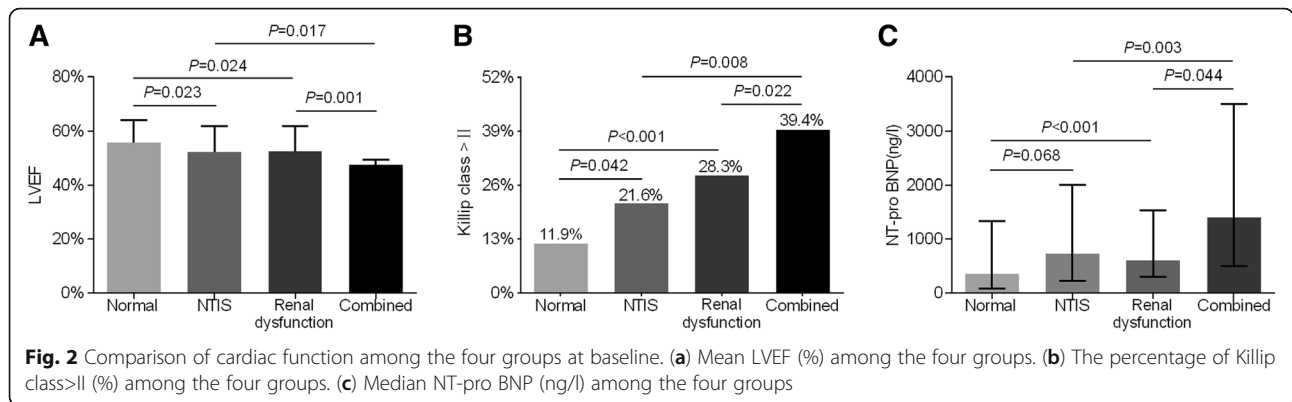 A
P=0.017
80%
P=0.024
P=0.023
P=0.001
60%
LVEF
40%
20%
0%
Normal
NTIS
Renal
dysfunction
Combined
B
52%
P=0.008
P=0.022
39.4%
39%
P<0.001
P=0.042
28.3%
26%
21.6%
Killip class > II
13%
11.9%
0%
Normal
NTIS
Renal
dysfunction
Combined
C
P=0.003
P=0.044
4000
P<0.001
3000
P=0.068
NT-pro BNP(ng/l)
2000
1000
0
Normal
NTIS
Renal
dysfunction
Combined
Fig. 2 Comparison of cardiac function among the four groups at baseline. (a) Mean LVEF (%) among the four groups. (b) The percentage of Killip
class>II (%) among the four groups. (c) Median NT-pro BNP (ng/l) among the four groups